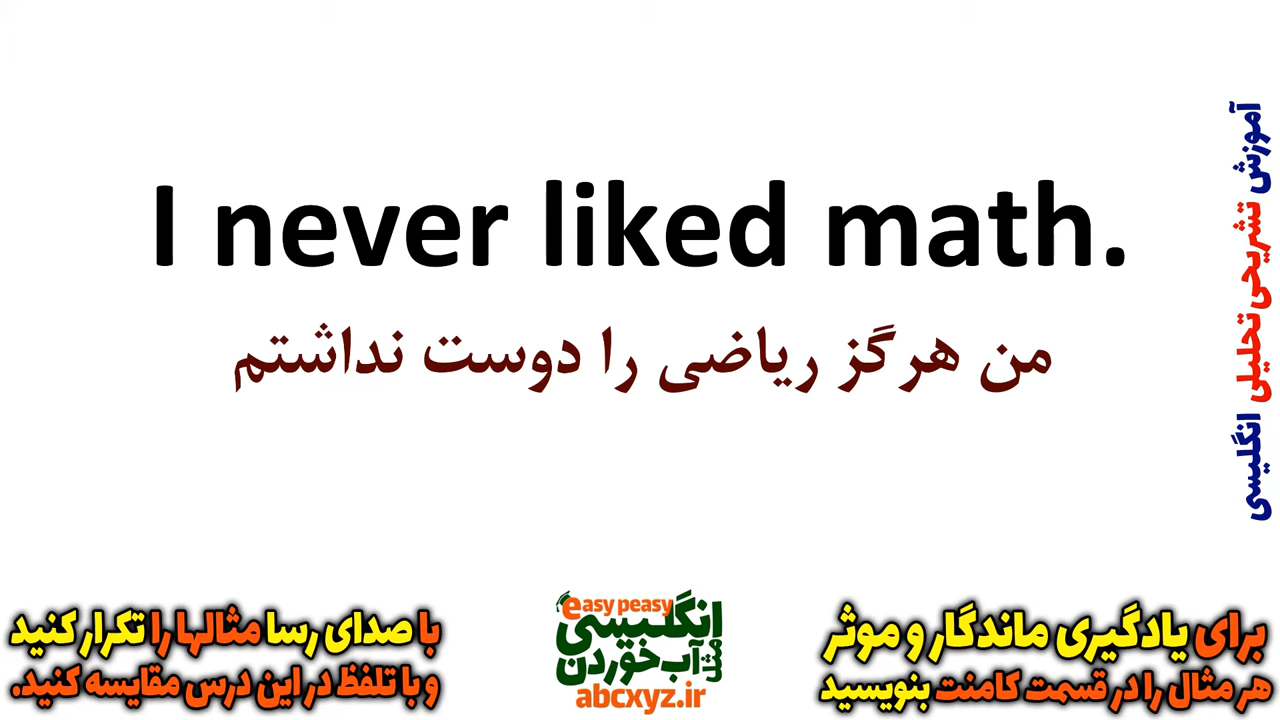 I never liked math.
من هرگز ریاضی را دوست نداشتم
آموزش تشریحی تحلیلی انگلیسی
برای یادگیری ماندگار و موثر
هر مثال را در قسمت کامنت بنویسید
easy peasy
انگلیسی
مثل آب خوردن
abcxyz.ir
با صدای رسا مثالها را تکرار کنید
و با تلفظ در این درس مقایسه کنید.